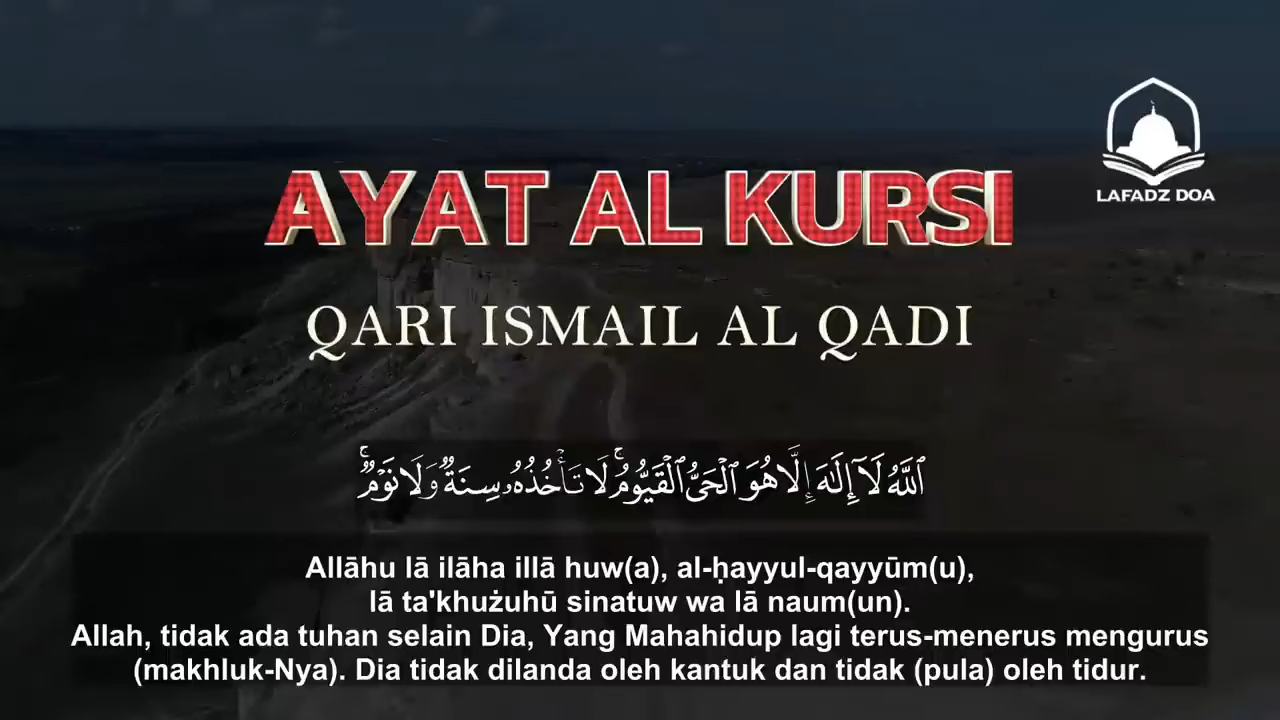 LAFADZ DOA
AYAT AL KURSI
QARI ISMAIL AL QADI
ٱللَّهُ لَآ إِلَـٰهَ إِلَّا هُوَ ٱلْحَىُّ ٱلْقَيُّومُ ۚ لَا تَأْخُذُهُۥ سِنَةٌ وَلَا نَوْمٌ ۚ
Allāhu lā ilāha illā huw(a), al-ḥayyul-qayyūm(u),
lā ta'khużuhū sinatuw wa lā naum(un).
Allah, tidak ada tuhan selain Dia, Yang Mahahidup lagi terus-menerus mengurus
(makhluk-Nya). Dia tidak dilanda oleh kantuk dan tidak (pula) oleh tidur.